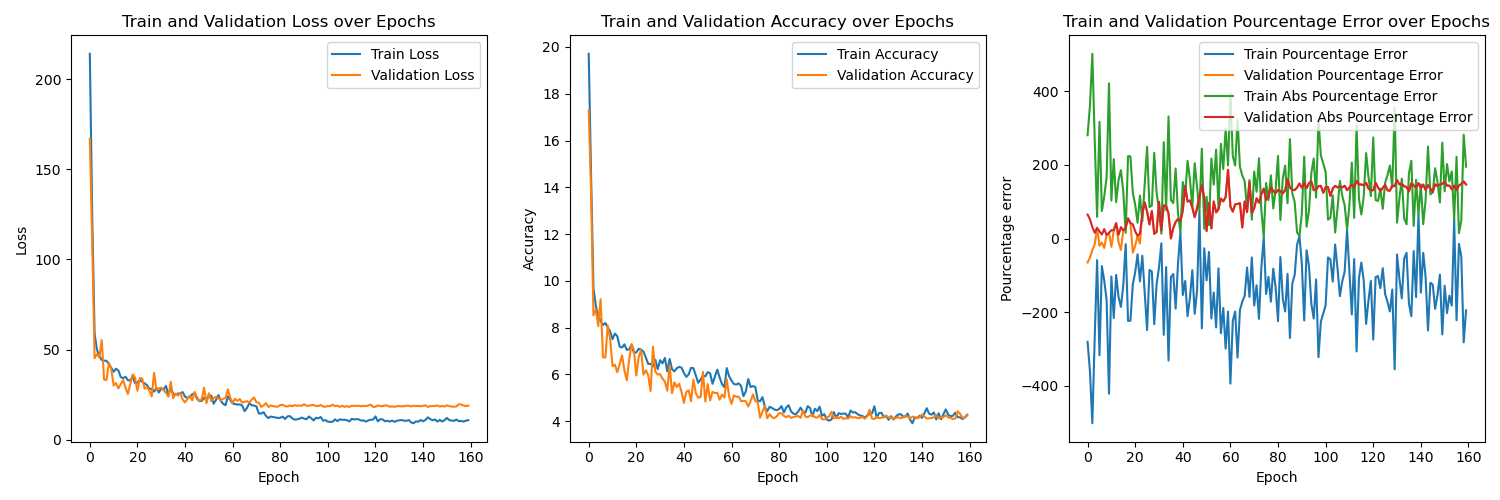 Train and Validation Loss over Epochs
Train Loss
Validation Loss
200
150
100
50
0
Loss
0 20 40 60 80 100 120 140 160
Epoch
Train and Validation Accuracy over Epochs
Train Accuracy
Validation Accuracy
20
18
16
14
12
10
8
6
4
Accuracy
0 20 40 60 80 100 120 140 160
Epoch
Train and Validation Pourcentage Error over Epochs
Train Pourcentage Error
Validation Pourcentage Error
Train Abs Pourcentage Error
Validation Abs Pourcentage Error
400
200
0
−200
−400
Pourcentage error
0 20 40 60 80 100 120 140 160
Epoch